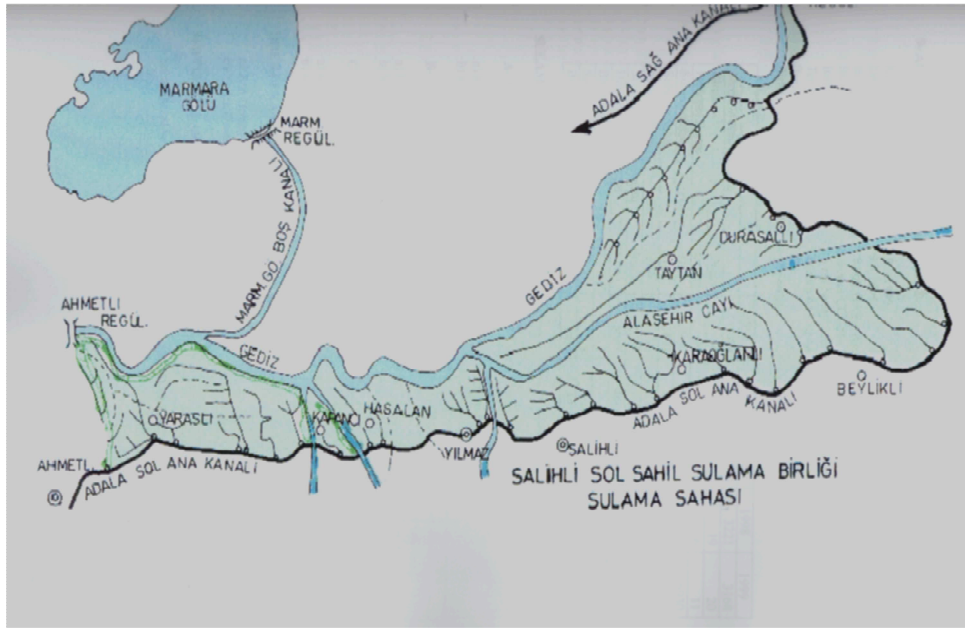 MARMARA
GÖLÜ
MARM.
REGÜL.
ADALA SAĞ ANA KANALI
MARM.GÖ. BOŞ KANALI
GEDİZ
DURASALLI
TAYTAN
ALAŞEHİR ÇAYI
AHMETLİ
REGÜL.
GEDİZ
KARAOĞLANLI
BEYLİKLİ
ADALA SOL ANA
KANALI
HASALAN
KAPANCI
YARASLI
YILMAZ
SALİHLİ
AHMETL.
ADALA SOL ANA KANALI
SALİHLİ SOL SAHİL SULAMA BİRLİĞİ
SULAMA SAHASI